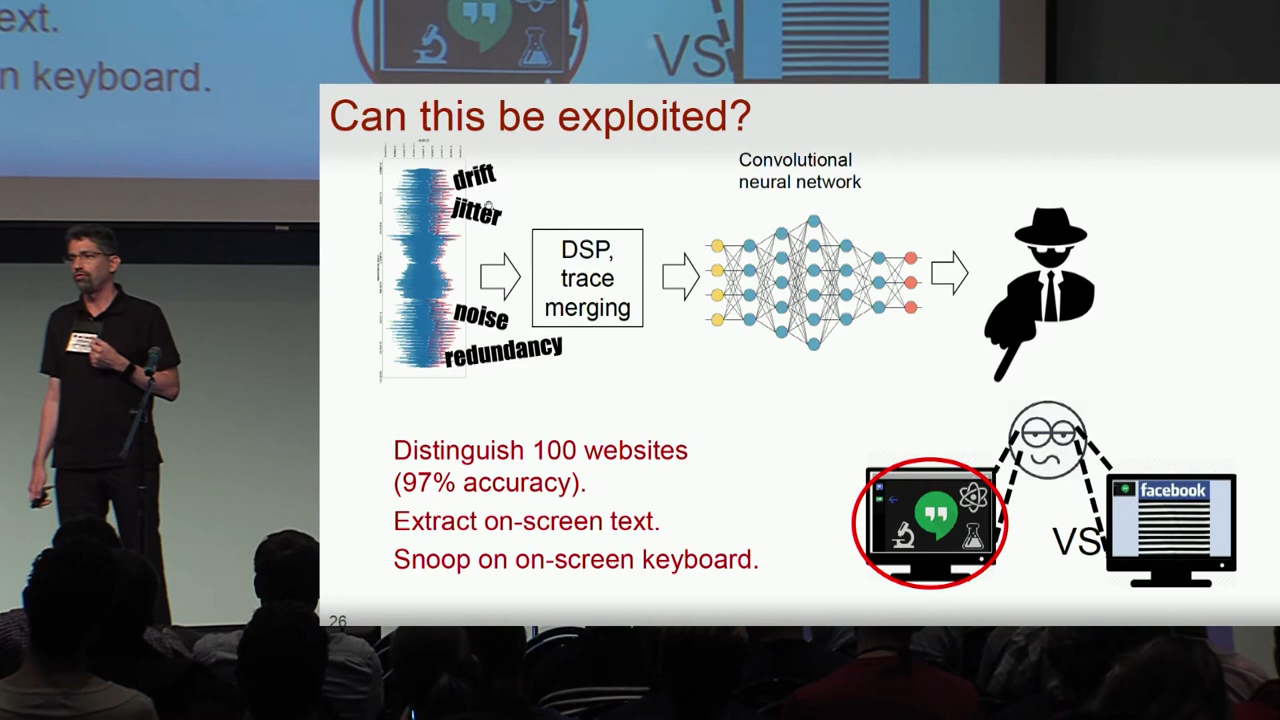 ext.
n keyboard.
VS
Can this be exploited?
drift
jitter
noise
redundancy
DSP,
trace
merging
Convolutional
neural network
Distinguish 100 websites
(97% accuracy).
Extract on-screen text.
Snoop on on-screen keyboard.
VS
facebook
26